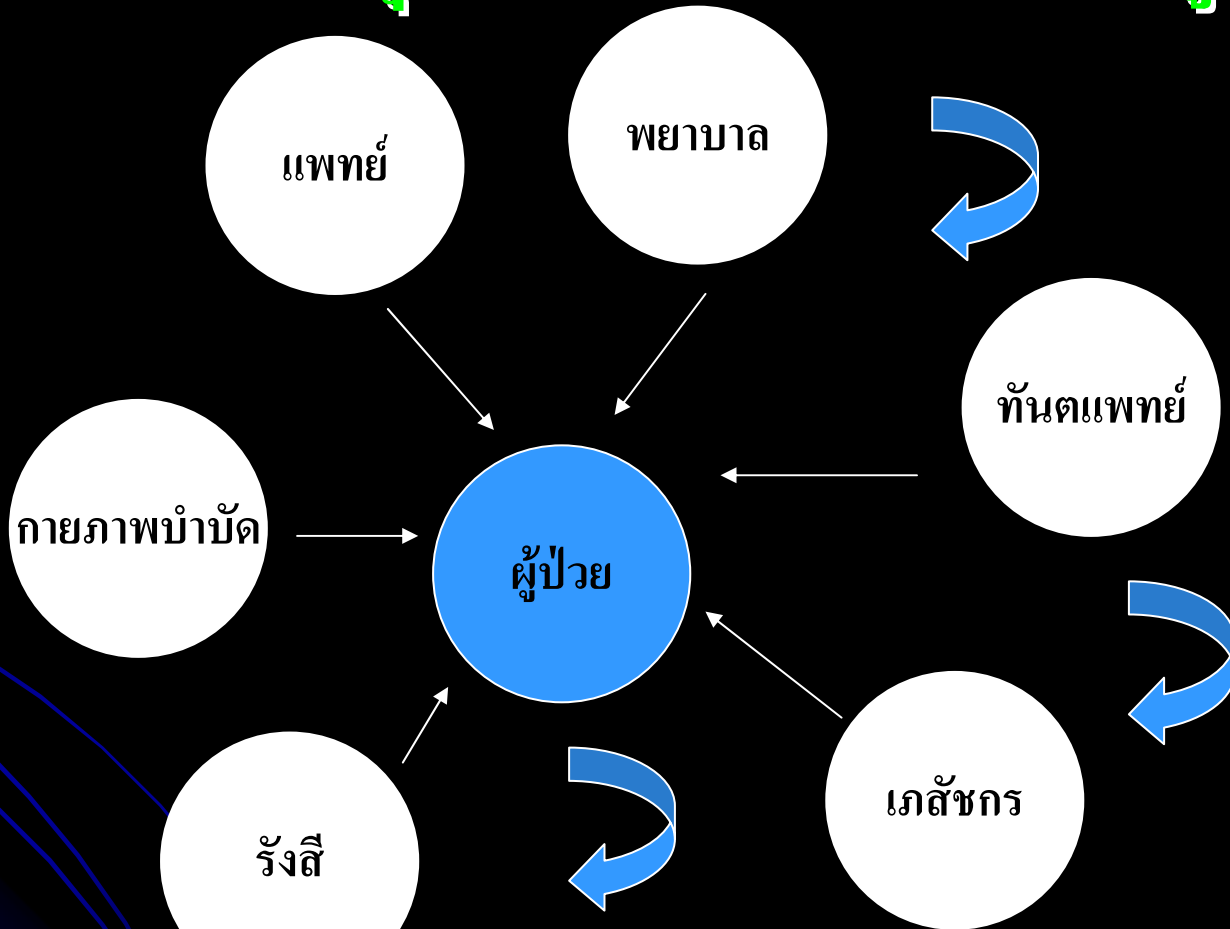 แพทย์
พยาบาล
ทันตแพทย์
กายภาพบำบัด
ผู้ป่วย
เภสัชกร
รังสี